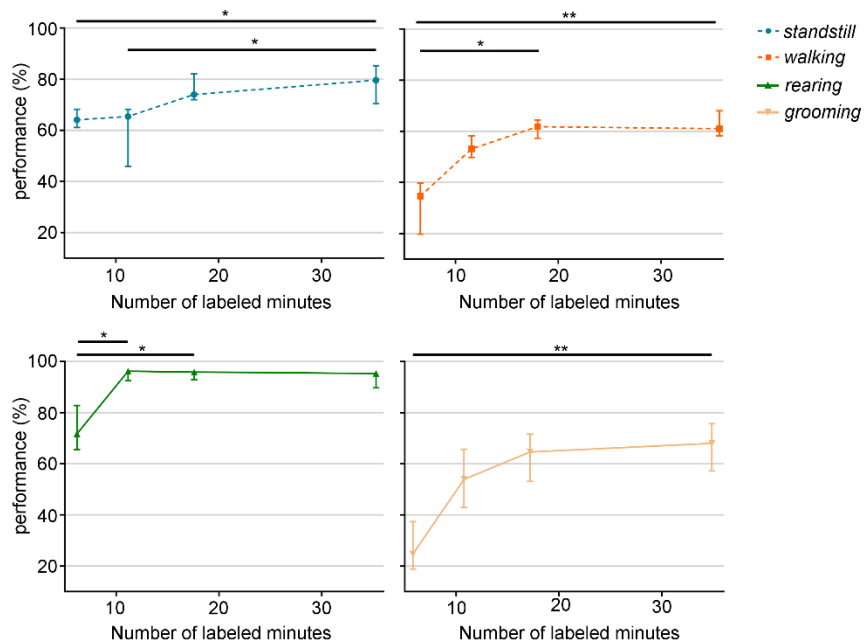 *
**
*
*
100
80
60
40
20
performance (%)
10
20
30
Number of labeled minutes
10
20
30
Number of labeled minutes
standstill
walking
rearing
grooming
*
*
**
100
80
60
40
20
performance (%)
10
20
30
Number of labeled minutes
10
20
30
Number of labeled minutes